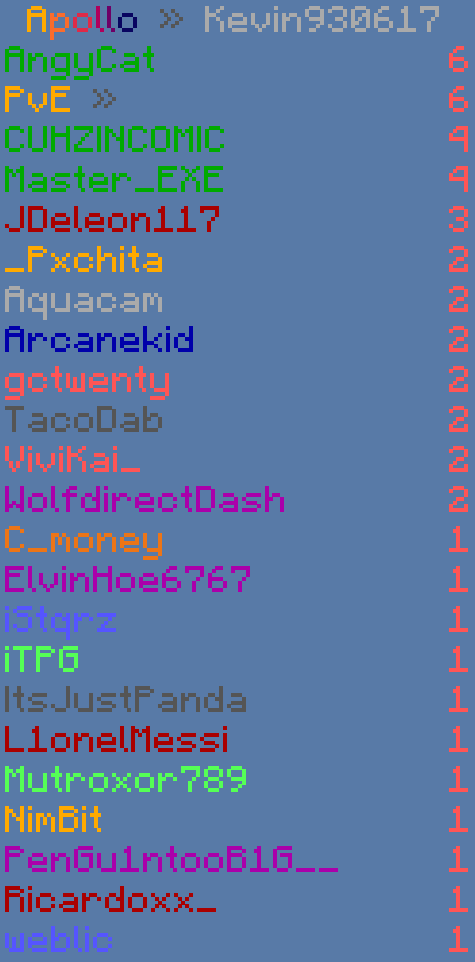 Apollo » Kevin930617
AngyCat 6
PvE » 6
CUHZINCOMIC 4
Master_EXE 4
JDeleon117 3
_Pxchita 2
Aquacam 2
Arcanekid 2
gctwenty 2
TacoDab 2
ViviKai_ 2
WolfdirectDash 2
C_money 1
ElvinHoe6767 1
iStqrz 1
iTPG 1
ItsJustPanda 1
L1onelMessi 1
Mutroxor789 1
NimBit 1
PenGu1ntooB1G__ 1
Ricardoxx_ 1
weblic 1